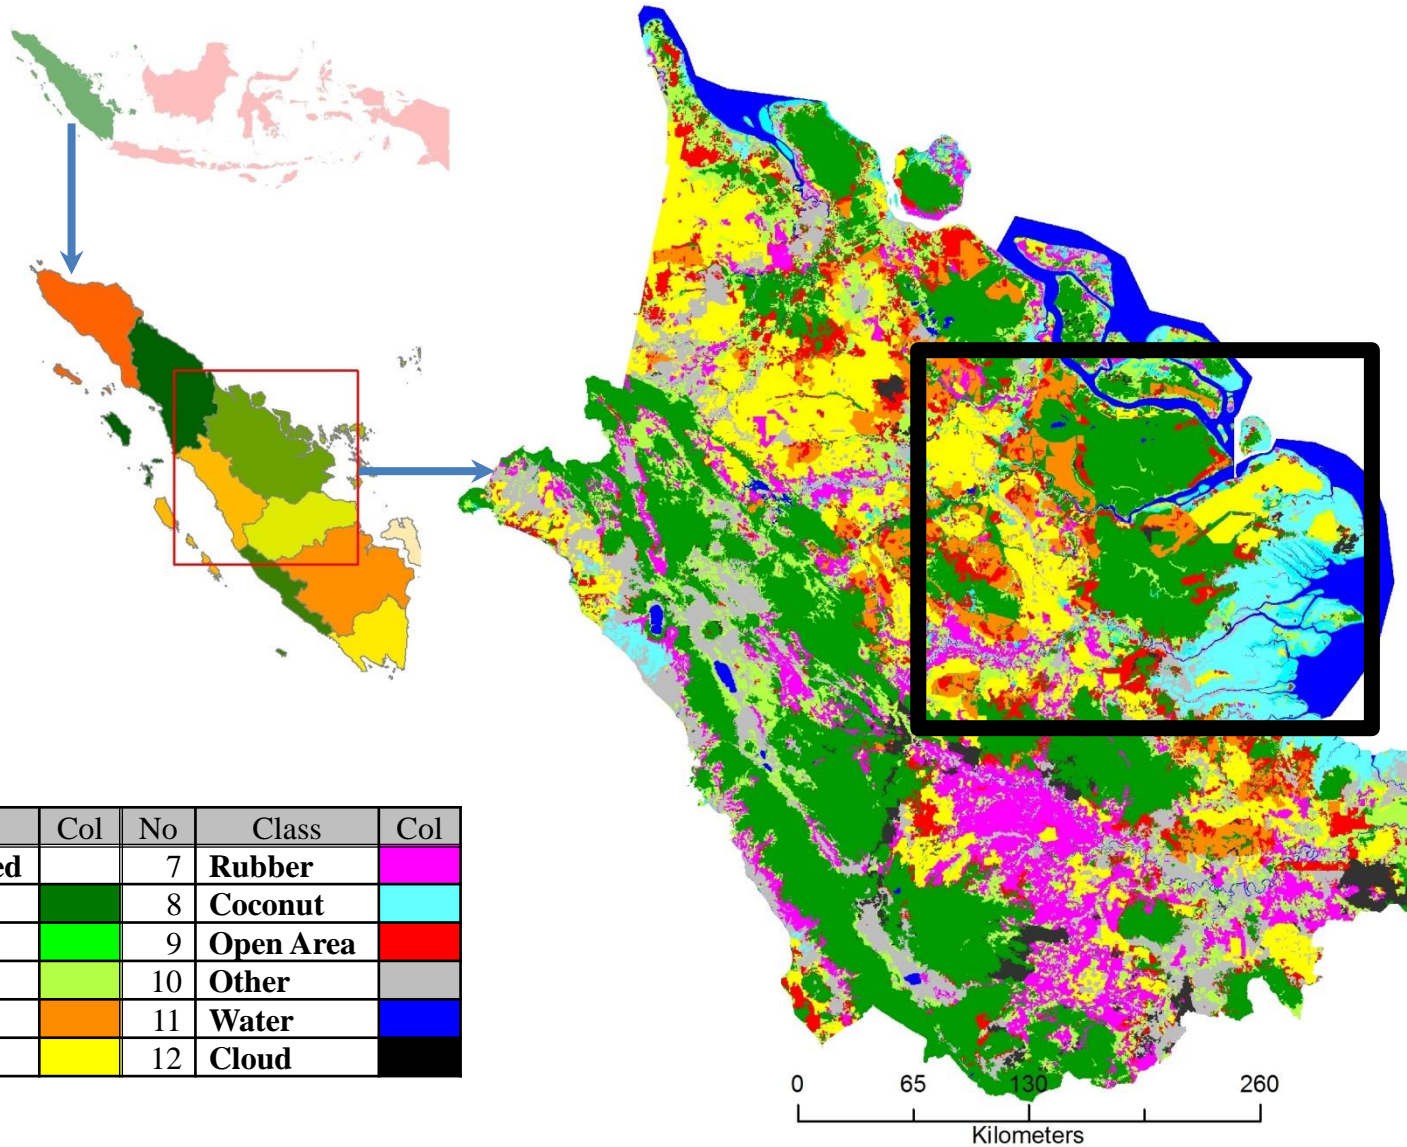 Col No Class Col
ed 7 Rubber
8 Coconut
9 Open Area
10 Other
11 Water
12 Cloud
0 65 130 260
Kilometers